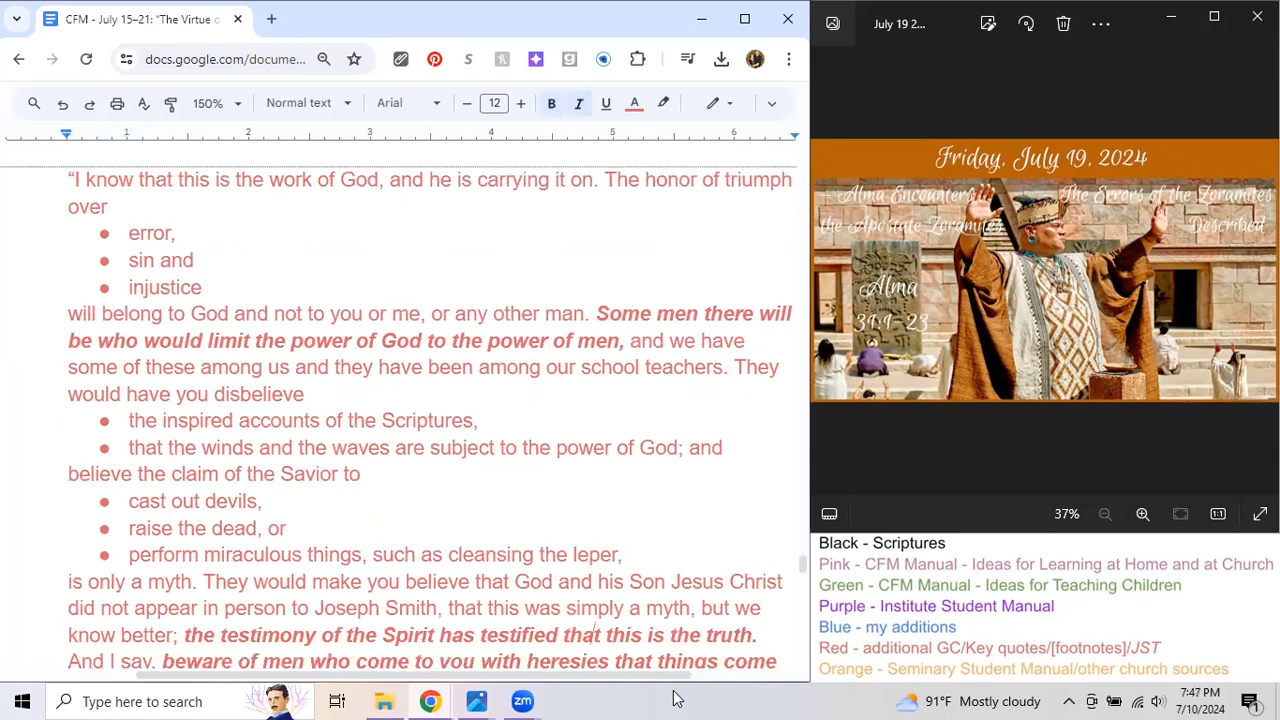 CFM - July 15–21: “The Virtue o
docs.google.com/docume...
150%
Normal text
Arial
12
B
I
U
A
1
2
3
4
5
6
“I know that this is the work of God, and he is carrying it on. The honor of triumph
over
● error,
● sin and
● injustice
will belong to God and not to you or me, or any other man. Some men there will
be who would limit the power of God to the power of men, and we have
some of these among us and they have been among our school teachers. They
would have you disbelieve
● the inspired accounts of the Scriptures,
● that the winds and the waves are subject to the power of God; and
believe the claim of the Savior to
● cast out devils,
● raise the dead, or
● perform miraculous things, such as cleansing the leper,
is only a myth. They would make you believe that God and his Son Jesus Christ
did not appear in person to Joseph Smith, that this was simply a myth, but we
know better; the testimony of the Spirit has testified that this is the truth.
And I say, beware of men who come to you with heresies that things come
July 19 2...
Friday, July 19, 2024
Alma Encounters
the Apostate Zoramites
The Errors of the Zoramites
Described
Alma
31:1-23
37%
1:1
Black - Scriptures
Pink - CFM Manual - Ideas for Learning at Home and at Church
Green - CFM Manual - Ideas for Teaching Children
Purple - Institute Student Manual
Blue - my additions
Red - additional GC/Key quotes/[footnotes]/JST
Orange - Seminary Student Manual/other church sources
Type here to search
zm
91°F Mostly cloudy
7:47 PM
7/10/2024
1